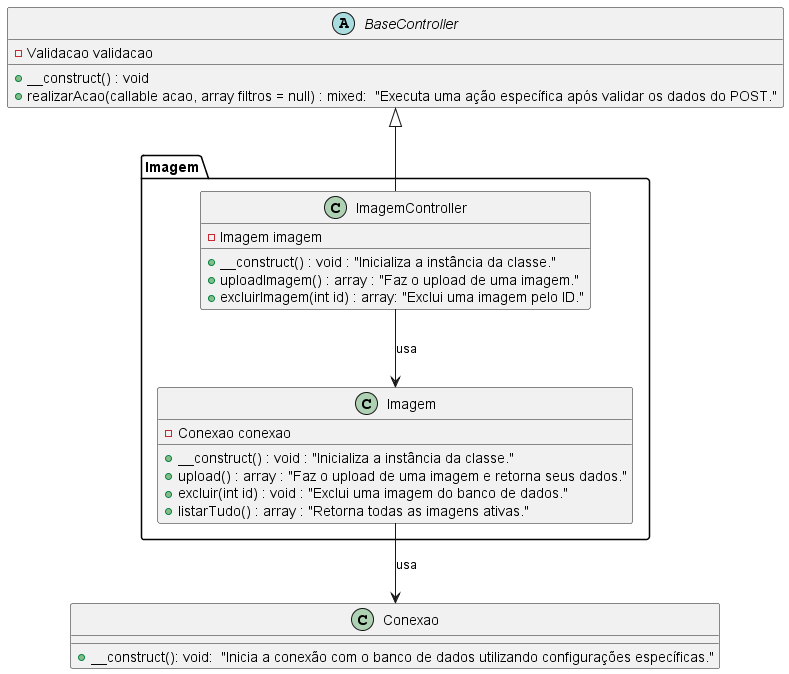 A BaseController
Validacao validacao
__construct() : void
realizarAcao(callable acao, array filtros = null) : mixed:  "Executa uma ação específica após validar os dados do POST."
Imagem
C ImagemController
Imagem imagem
__construct() : void : "Inicializa a instância da classe."
uploadImagem() : array : "Faz o upload de uma imagem."
excluirImagem(int id) : array: "Exclui uma imagem pelo ID."
usa
C Imagem
Conexao conexao
__construct() : void : "Inicializa a instância da classe."
upload() : array : "Faz o upload de uma imagem e retorna seus dados."
excluir(int id) : void : "Exclui uma imagem do banco de dados."
listarTudo() : array : "Retorna todas as imagens ativas."
usa
C Conexao
__construct(): void:  "Inicia a conexão com o banco de dados utilizando configurações específicas."